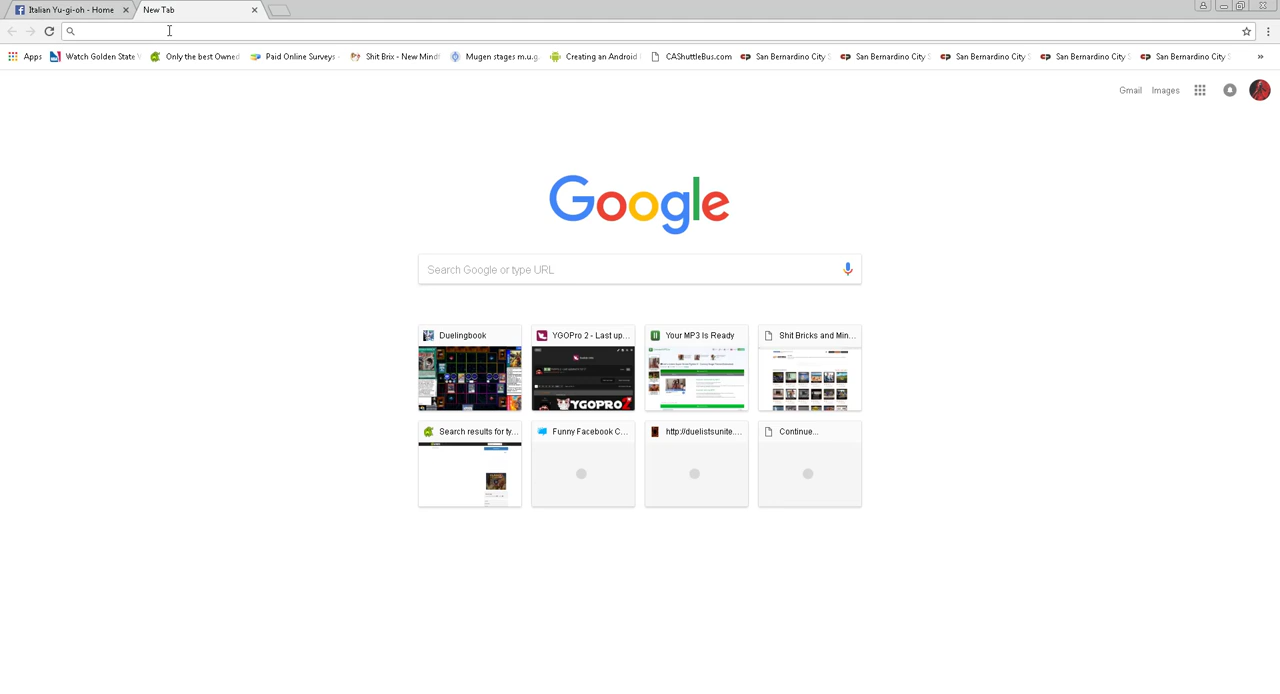 Italian Yu-gi-oh - Home
New Tab
Apps
Watch Golden State
Only the best Owned
Paid Online Surveys -
Shit Brix - New Mindf
Mugen stages m.u.g.
Creating an Android
CAShuttleBus.com
San Bernardino City
San Bernardino City
San Bernardino City
San Bernardino City
San Bernardino City
»
Gmail
Images
Google
Search Google or type URL
Duelingbook
YGOPro 2 - Last up...
Your MP3 Is Ready
Shit Bricks and Min...
YGOPRO2
Search results for ty...
Funny Facebook C...
http://duelistsunite....
Continue...